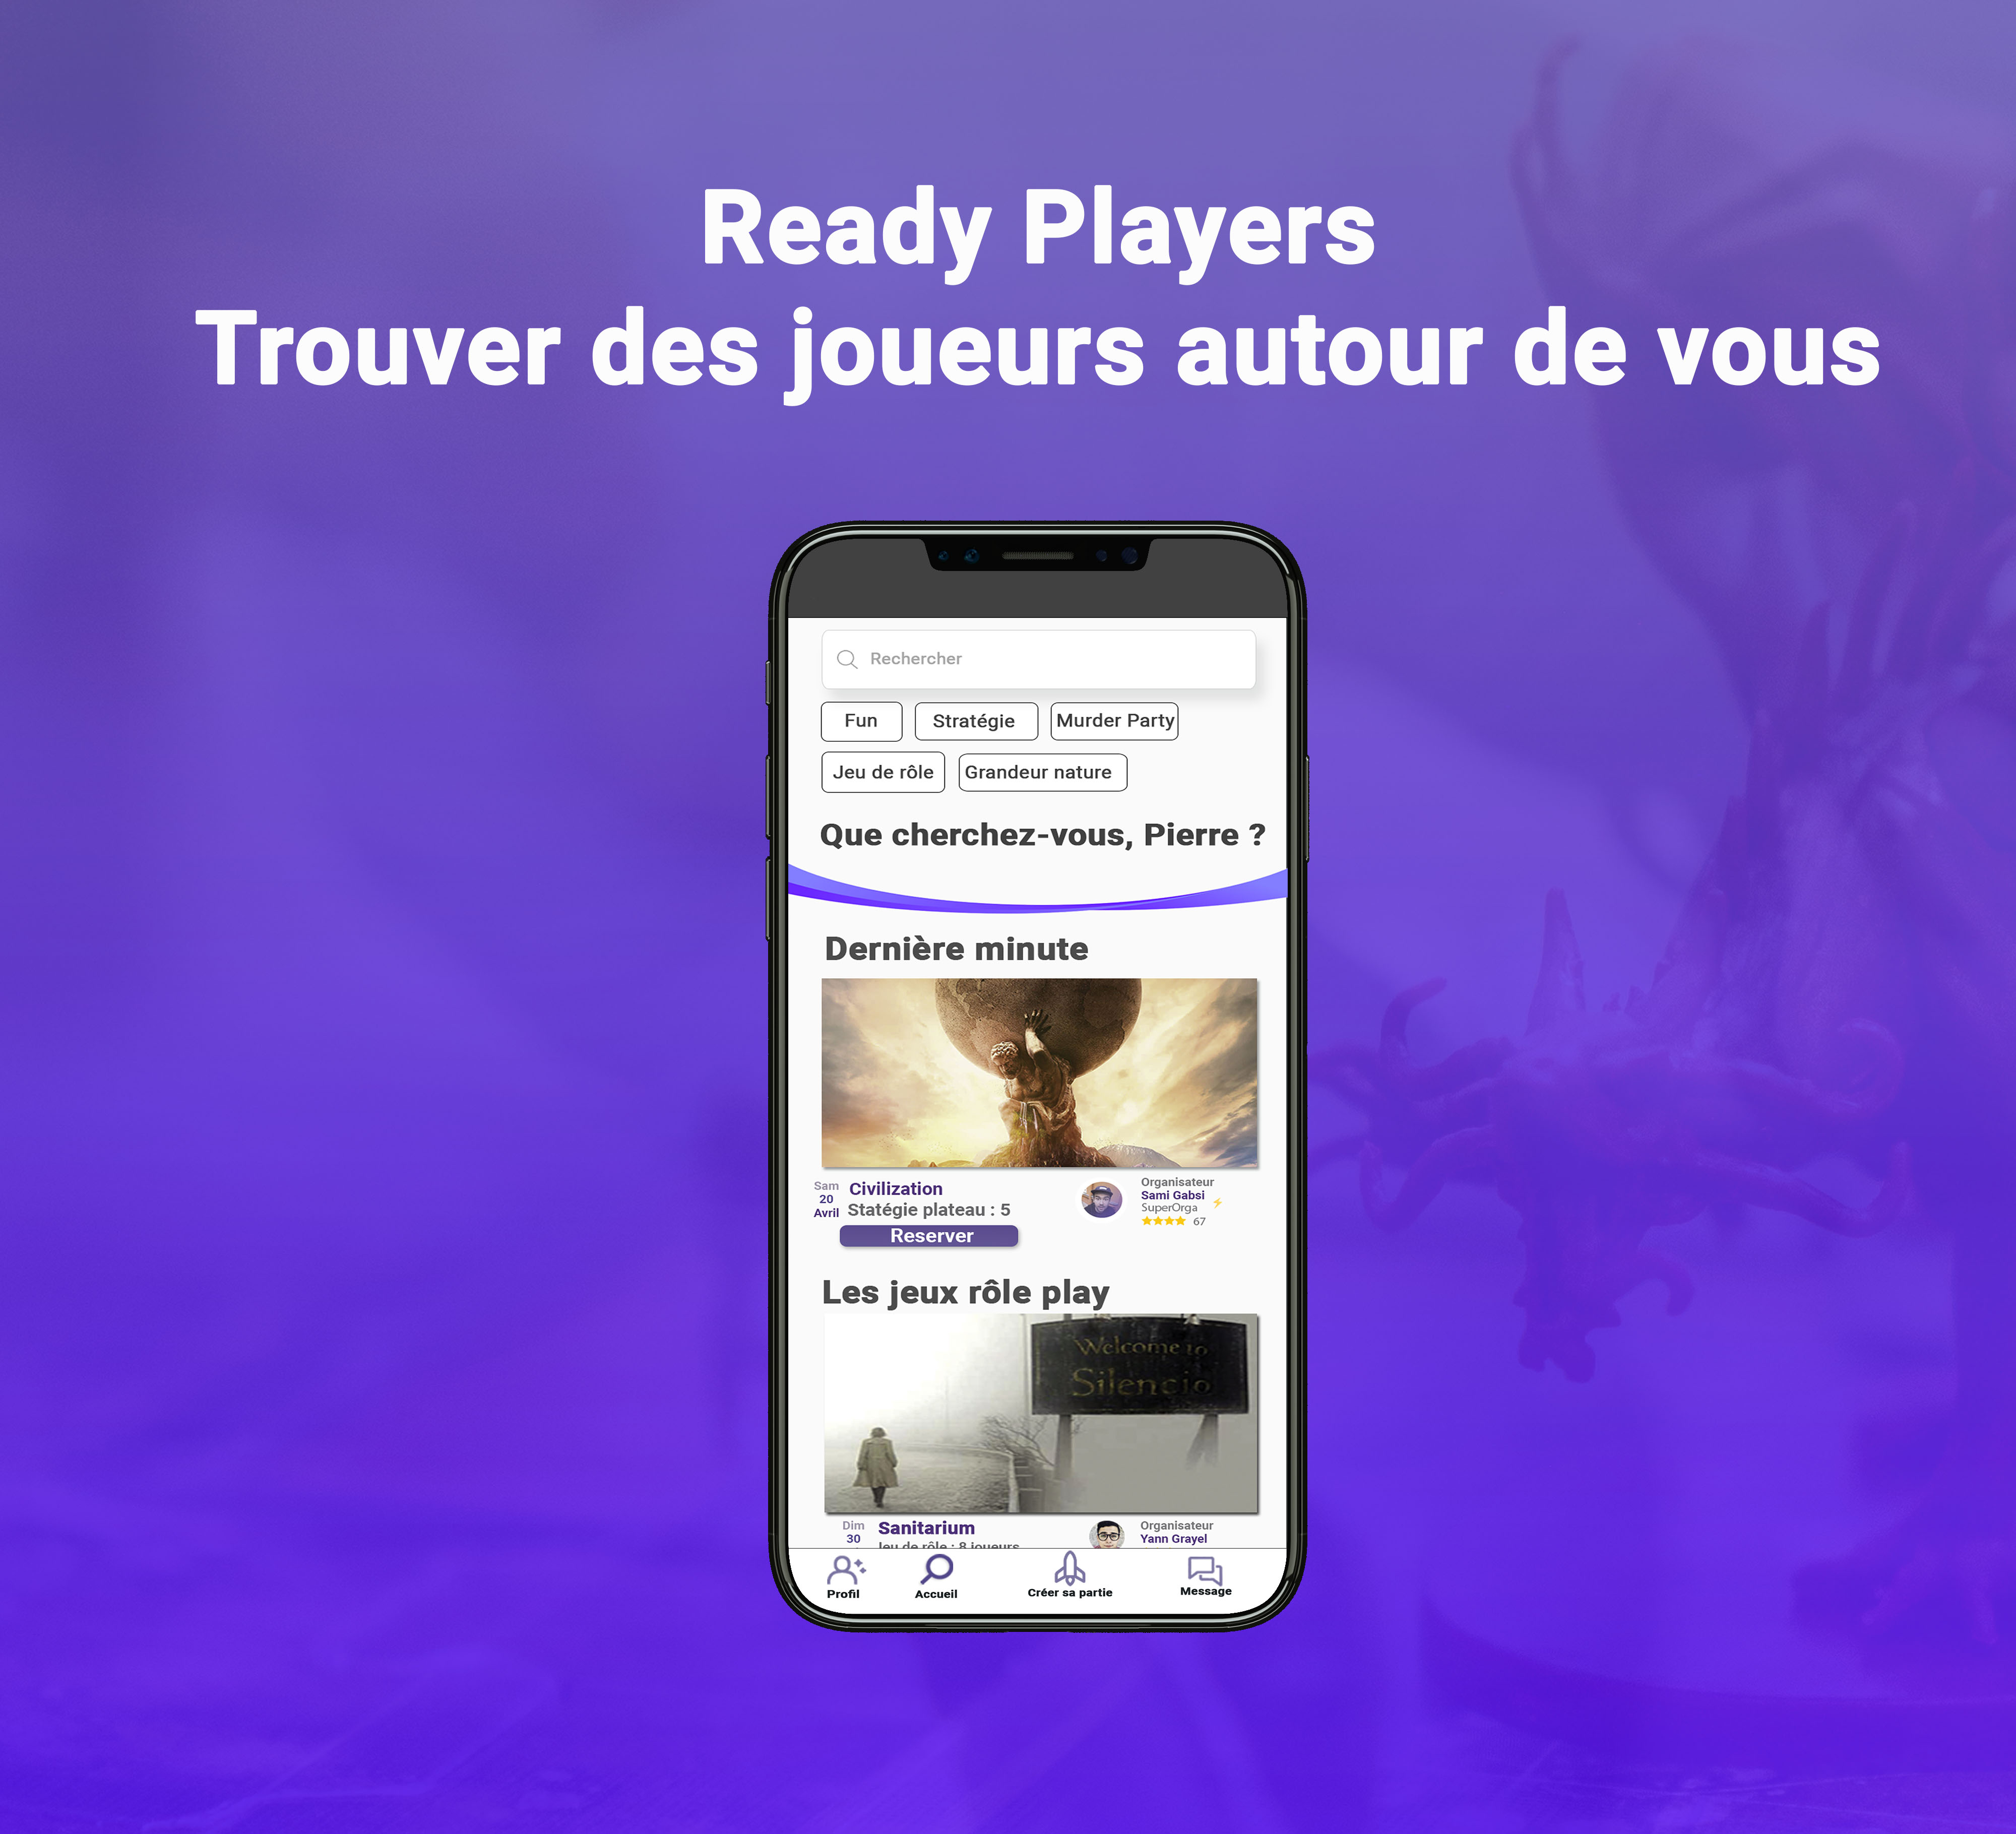 Ready Players
Trouver des joueurs autour de vous
Rechercher
Fun
Stratégie
Murder Party
Jeu de rôle
Grandeur nature
Que cherchez-vous, Pierre ?
Dernière minute
Sam
20
Avril
Civilization
Statégie plateau : 5
Reserver
Organisateur
Sami Gabsi
SuperOrga
67
Les jeux rôle play
Welcome to
Silencio
Dim
30
Sanitarium
Jeu de rôle : 8 joueurs
Organisateur
Yann Grayel
Profil
Accueil
Créer sa partie
Message